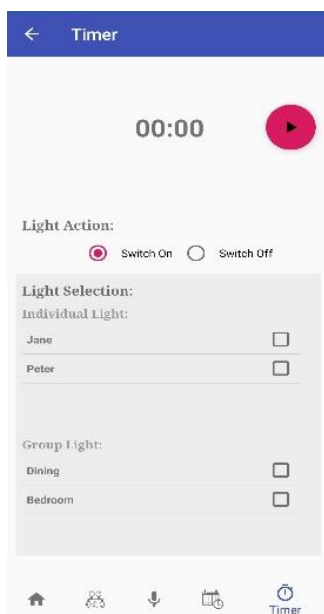 Timer
00:00
Light Action:
Switch On Switch Off
Light Selection:
Individual Light:
Jane
Peter
Group Light:
Dining
Bedroom
Timer